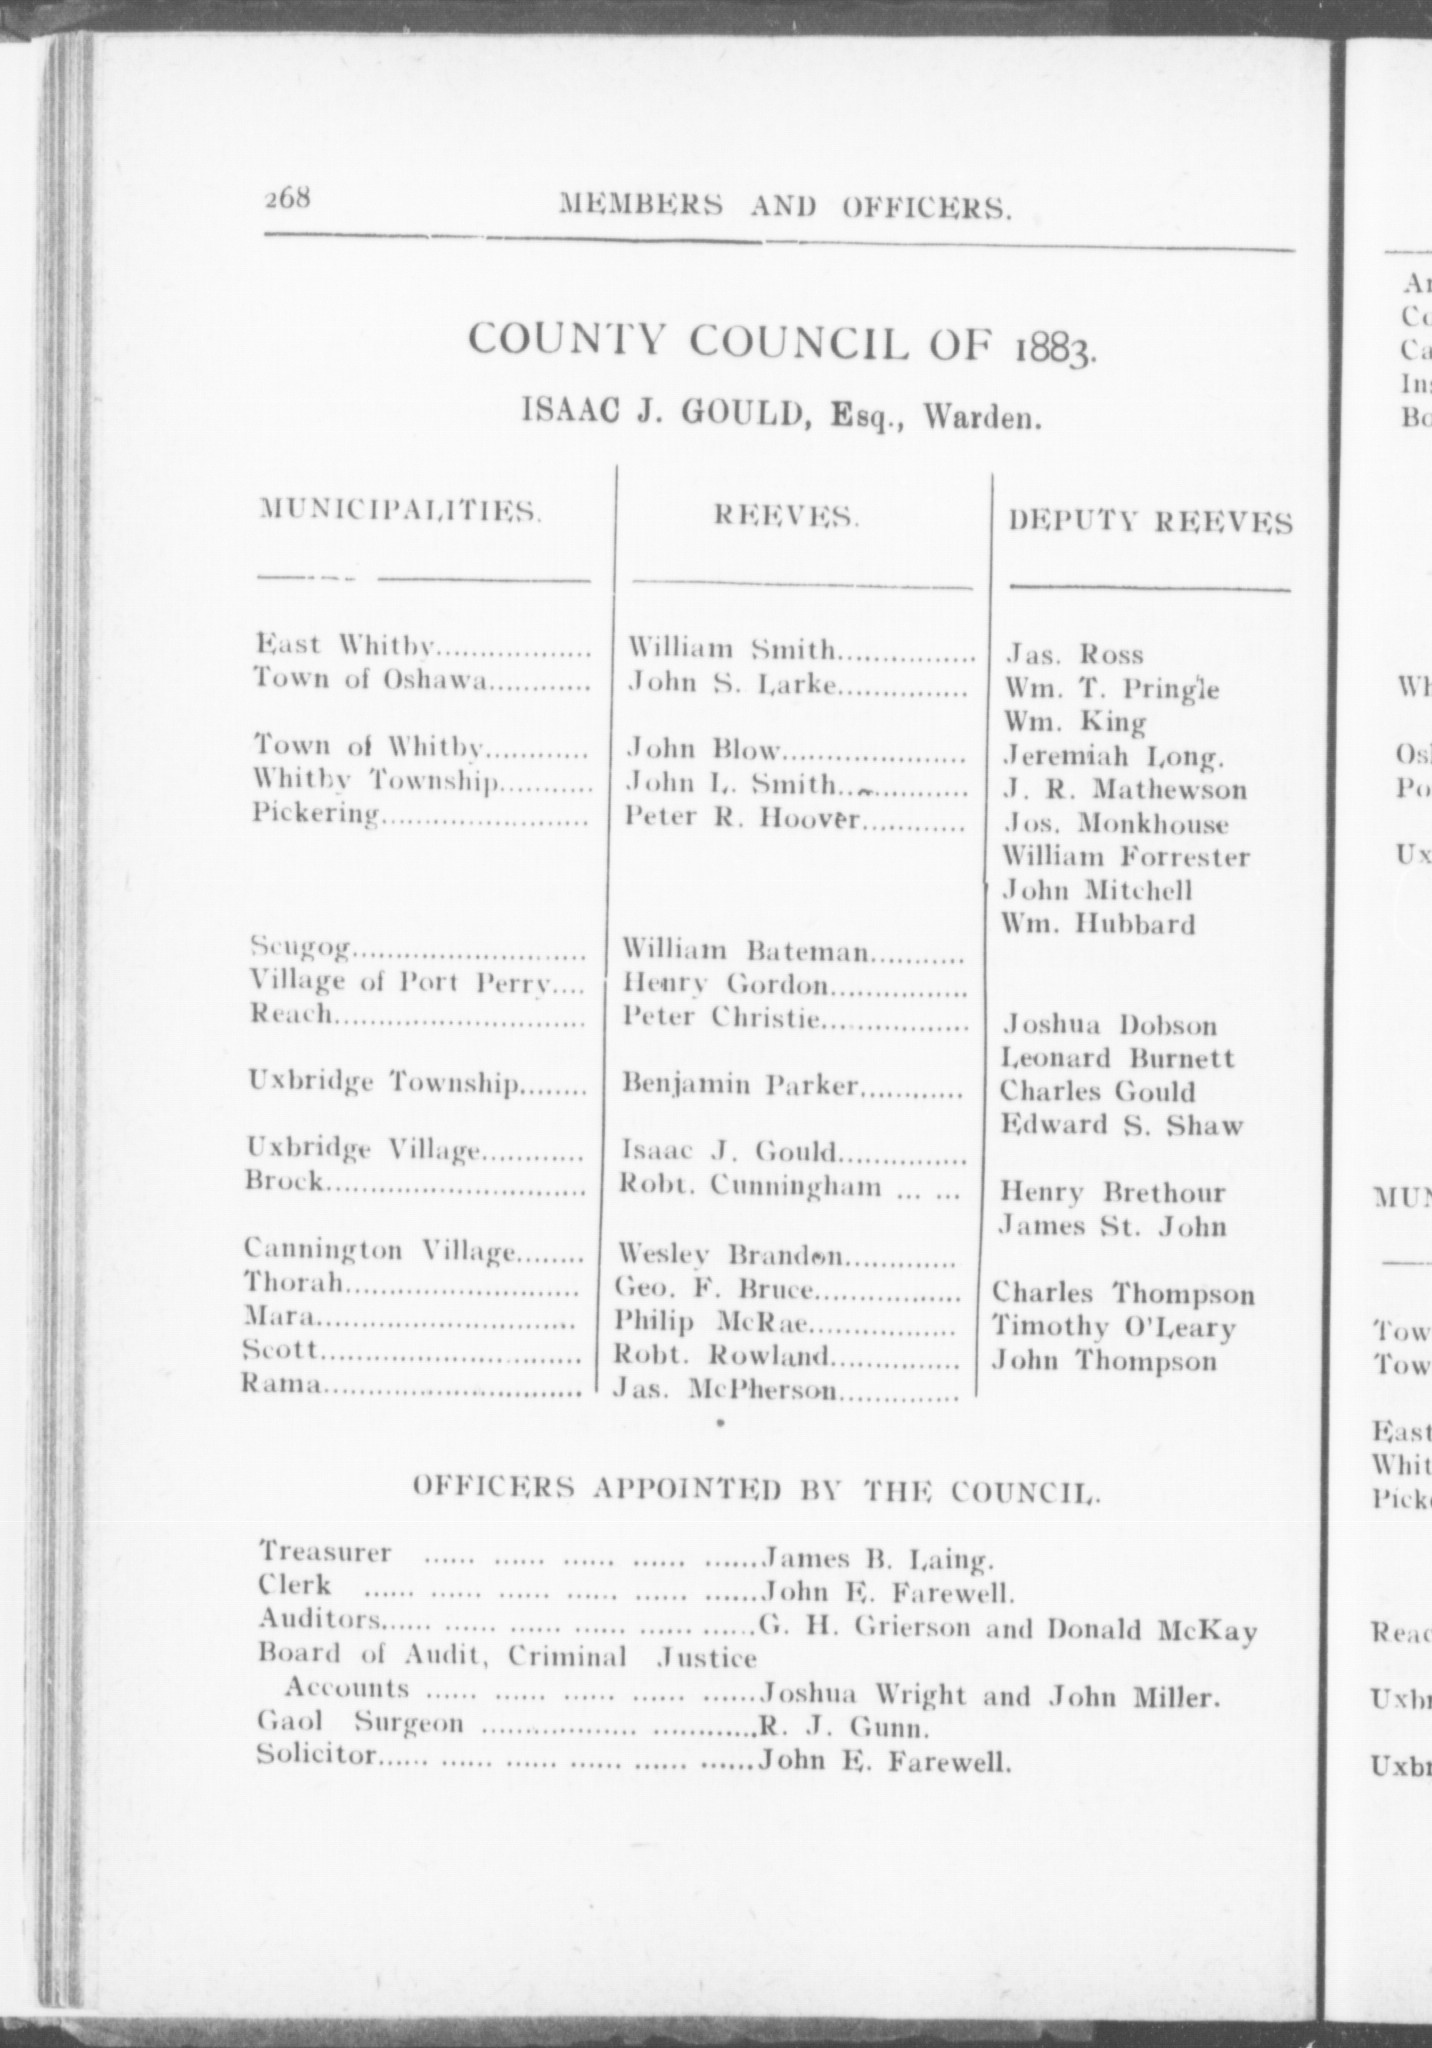 268 MEMBERS AND OFFICERS.
COUNTY COUNCIL OF 1883.
ISAAC J. GOULD, Esq., Warden.
MUNICIPALITIES. REEVES. DEPUTY REEVES
East Whitby.................. William Smith................ Jas. Ross
Town of Oshawa............ John S. Larke............... Wm. T. Pringle
Wm. King
Town of Whitby............ John Blow..................... Jeremiah Long.
Whitby Township........... John L. Smith............... J. R. Mathewson
Pickering....................... Peter R. Hoover............ Jos. Monkhouse
William Forrester
John Mitchell
Wm. Hubbard
Scugog.......................... William Bateman...........
Village of Port Perry.... Henry Gordon................
Reach............................ Peter Christie................. Joshua Dobson
Leonard Burnett
Uxbridge Township........ Benjamin Parker............ Charles Gould
Edward S. Shaw
Uxbridge Village............ Isaac J. Gould...............
Brock............................. Robt. Cunningham ... ... Henry Brethour
James St. John
Cannington Village........ Wesley Brandon.............
Thorah.......................... Geo. F. Bruce................. Charles Thompson
Mara............................. Philip McRae................. Timothy O'Leary
Scott............................. Robt. Rowland............... John Thompson
Rama............................. Jas. McPherson..............
OFFICERS APPOINTED BY THE COUNCIL.
Treasurer ...... ...... ...... ...... ......James B. Laing.
Clerk ...... ...... ...... ...... ...... ......John E. Farewell.
Auditors...... ...... ...... ...... ...... ......G. H. Grierson and Donald McKay
Board of Audit, Criminal Justice
Accounts ...... ...... ...... ...... ......Joshua Wright and John Miller.
Gaol Surgeon .................. ............R. J. Gunn.
Solicitor...... ...... ...... ...... ...... ......John E. Farewell.